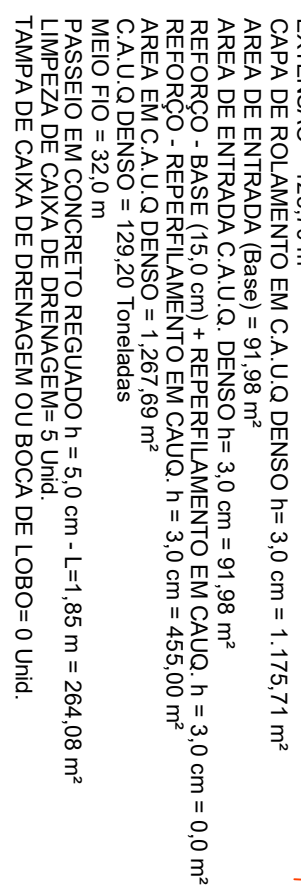 CAPA DE ROLAMENTO EM C.A.U.Q DENSO h= 3,0 cm = 1.175,71 m²
AREA DE ENTRADA (Base) = 91,98 m²
AREA DE ENTRADA C.A.U.Q. DENSO h= 3,0 cm = 91,98 m²
REFORÇO - BASE (15,0 cm) + REPERFILAMENTO EM CAUQ. h = 3,0 cm = 0,0 m²
REFORÇO - REPERFILAMENTO EM CAUQ. h = 3,0 cm = 455,00 m²
AREA EM C.A.U.Q DENSO = 1,267,69 m²
C.A.U.Q DENSO = 129,20 Toneladas
MEIO FIO = 32,0 m
PASSEIO EM CONCRETO REGUADO h = 5,0 cm - L=1,85 m = 264,08 m²
LIMPEZA DE CAIXA DE DRENAGEM= 5 Unid.
TAMPA DE CAIXA DE DRENAGEM OU BOCA DE LOBO= 0 Unid.